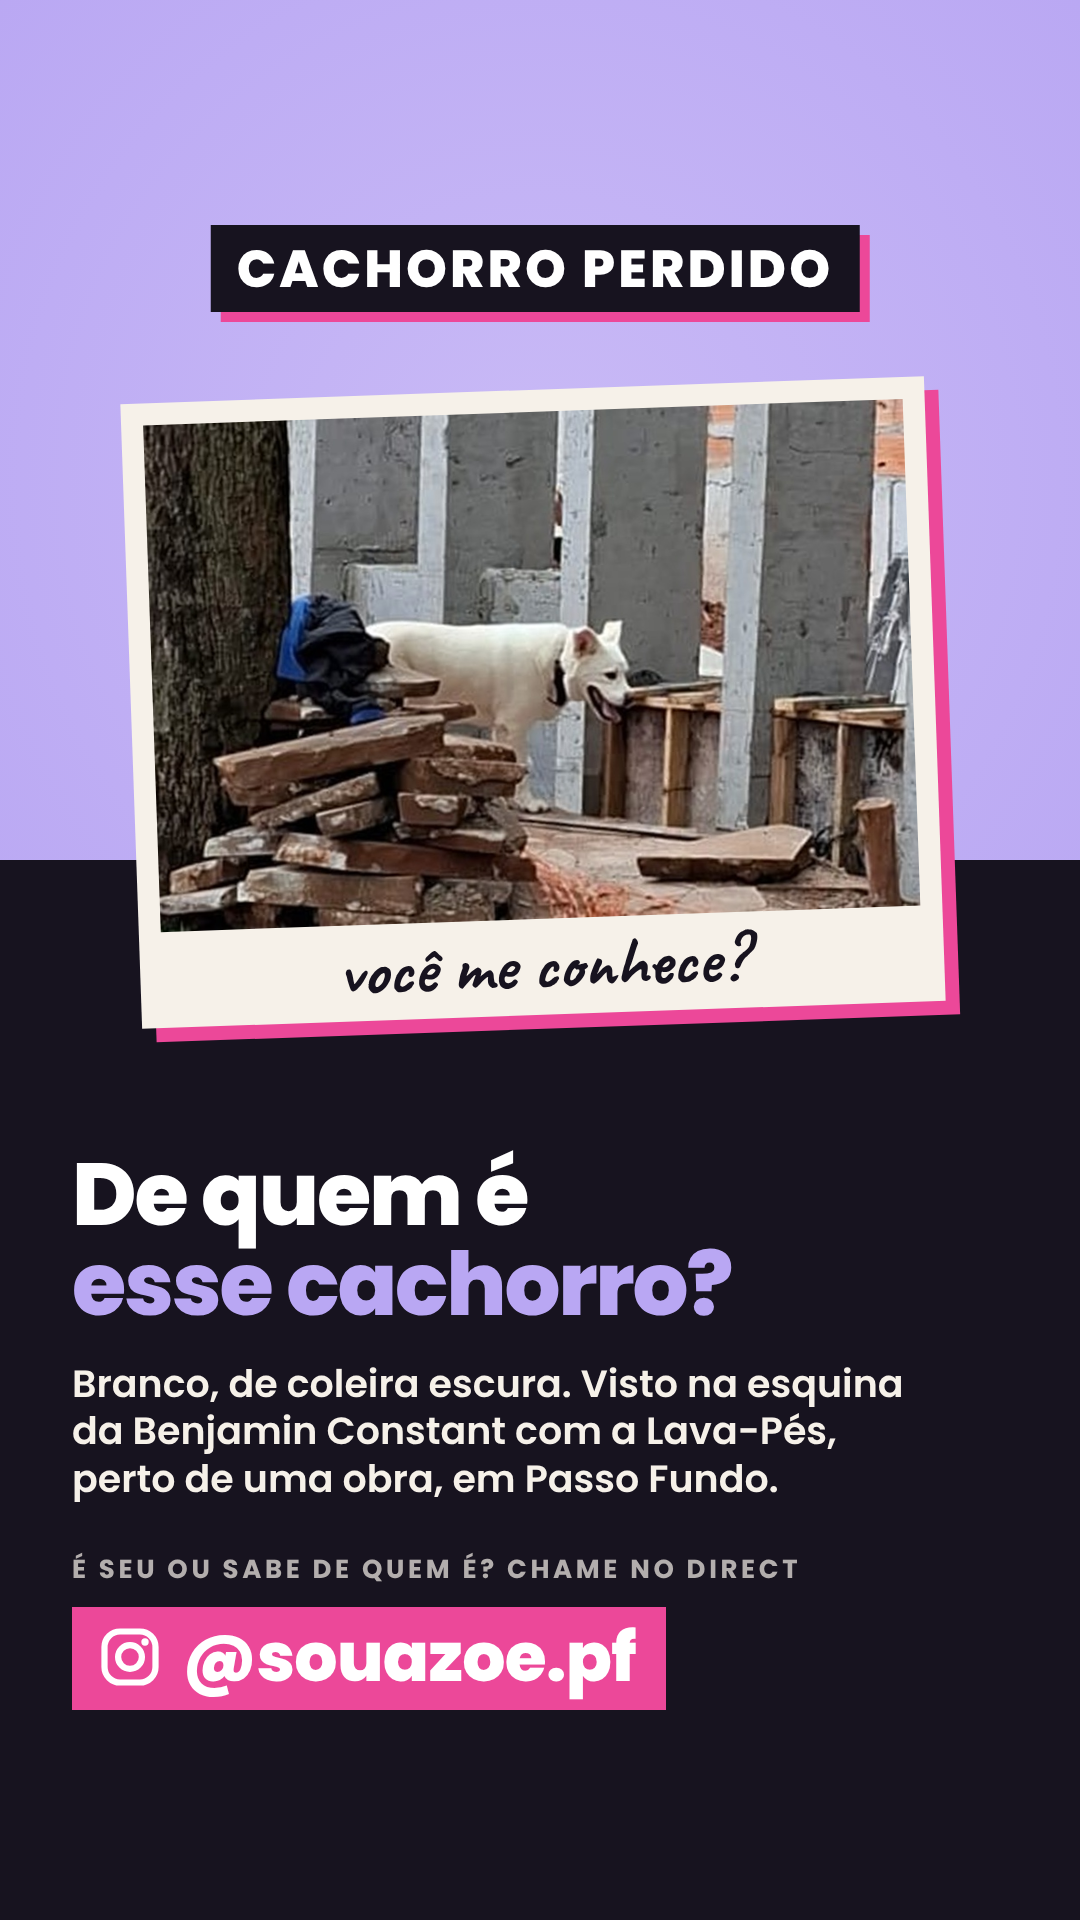 CACHORRO PERDIDO
você me conhece?
De quem é
esse cachorro?
Branco, de coleira escura. Visto na esquina
da Benjamin Constant com a Lava-Pés,
perto de uma obra, em Passo Fundo.
É SEU OU SABE DE QUEM É? CHAME NO DIRECT
@souazoe.pf